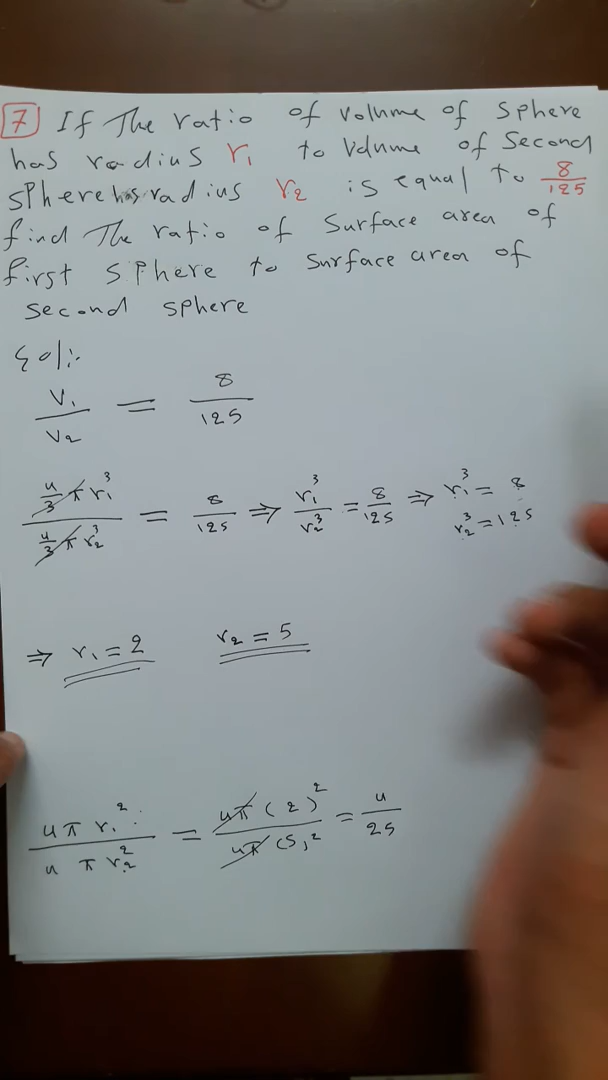 7 If The ratio of volume of sphere
has radius r₁ to Volume of Second
sphere has radius r₂ is equal to 8/125
find The ratio of Surface area of
first Sphere to Surface area of
second sphere
Sol:-
V₁/V₂ = 8/125
(4/3 π r₁³)/(4/3 π r₂³) = 8/125 ⇒ r₁³/r₂³ = 8/125 ⇒ r₁³ = 8
r₂³ = 125
⇒ r₁ = 2 r₂ = 5
(4 π r₁²)/(4 π r₂²) = (4π (2)²)/(4π (5)²) = 4/25